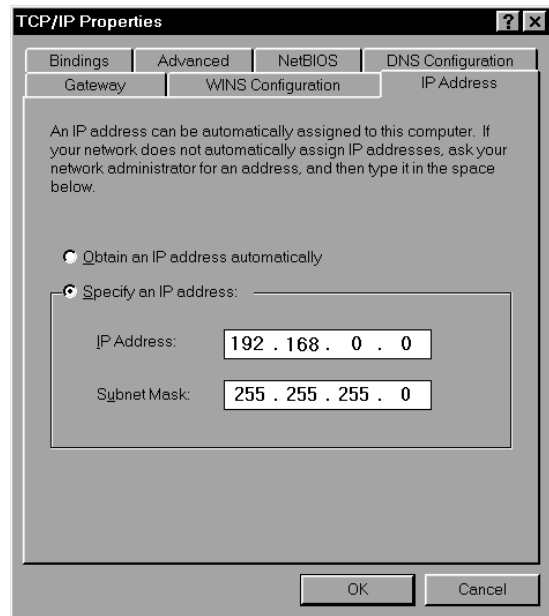 TCP/IP Properties ? ×
Bindings Advanced NetBIOS DNS Configuration
Gateway WINS Configuration IP Address
An IP address can be automatically assigned to this computer. If
your network does not automatically assign IP addresses, ask your
network administrator for an address, and then type it in the space
below.
Obtain an IP address automatically
Specify an IP address:
IP Address: 192 . 168 . 0 . 0
Subnet Mask: 255 . 255 . 255 . 0
OK Cancel